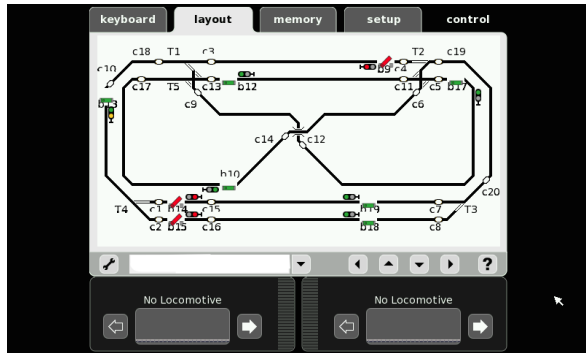 keyboard layout memory setup control
c18 T1 c3 T2 c19
c10 b9 c4
c17 T5 c13 b12 c11 c5 b17
b13 c9 c6
c14 c12
b10
c20
T4 c1 b14 c15 b19 c7 T3
c2 b15 c16 b18 c8
?
No Locomotive No Locomotive